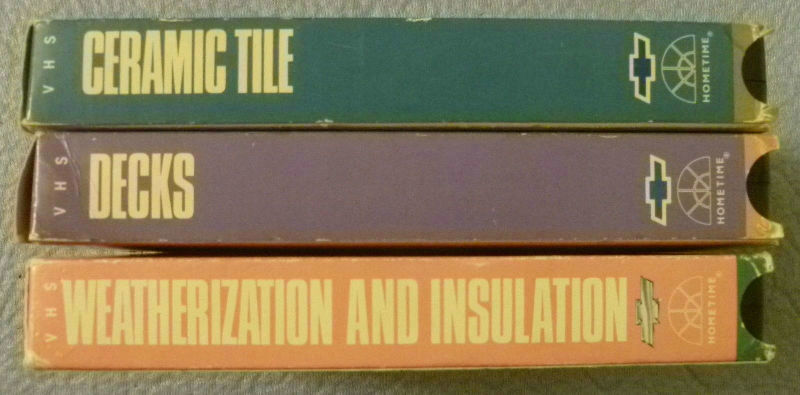 VHS
CERAMIC TILE
HOMETIME®
VHS
DECKS
HOMETIME®
VHS
WEATHERIZATION AND INSULATION
HOMETIME®